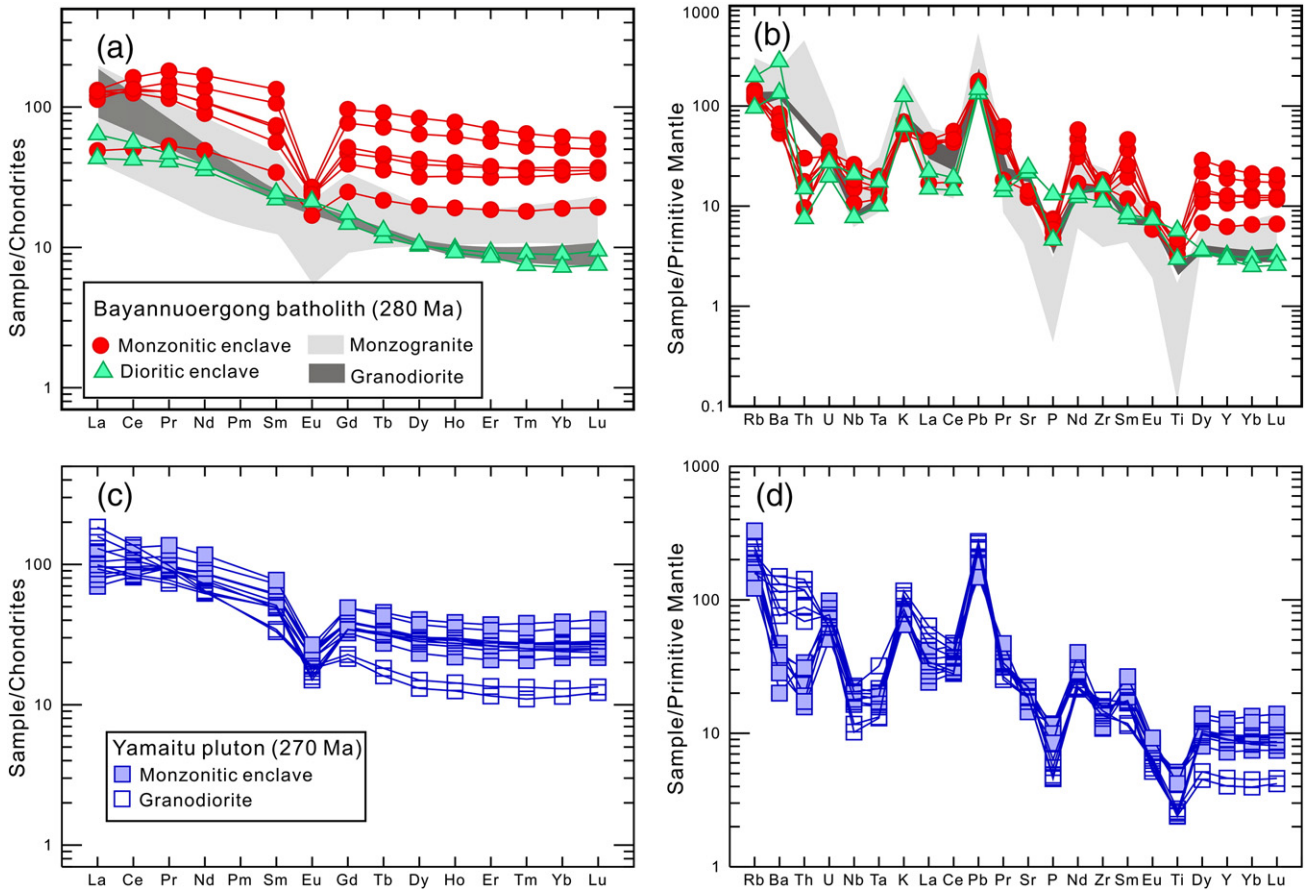 (a)
Sample/Chondrites
100
10
1
Bayannuoergong batholith (280 Ma)
Monzonitic enclave
Monzogranite
Dioritic enclave
Granodiorite
La Ce Pr Nd Pm Sm Eu Gd Tb Dy Ho Er Tm Yb Lu
(b)
Sample/Primitive Mantle
1000
100
10
1
0.1
Rb Ba Th U Nb Ta K La Ce Pb Pr Sr P Nd Zr Sm Eu Ti Dy Y Yb Lu
(c)
Sample/Chondrites
100
10
1
Yamaitu pluton (270 Ma)
Monzonitic enclave
Granodiorite
La Ce Pr Nd Pm Sm Eu Gd Tb Dy Ho Er Tm Yb Lu
(d)
Sample/Primitive Mantle
1000
100
10
1
Rb Ba Th U Nb Ta K La Ce Pb Pr Sr P Nd Zr Sm Eu Ti Dy Y Yb Lu